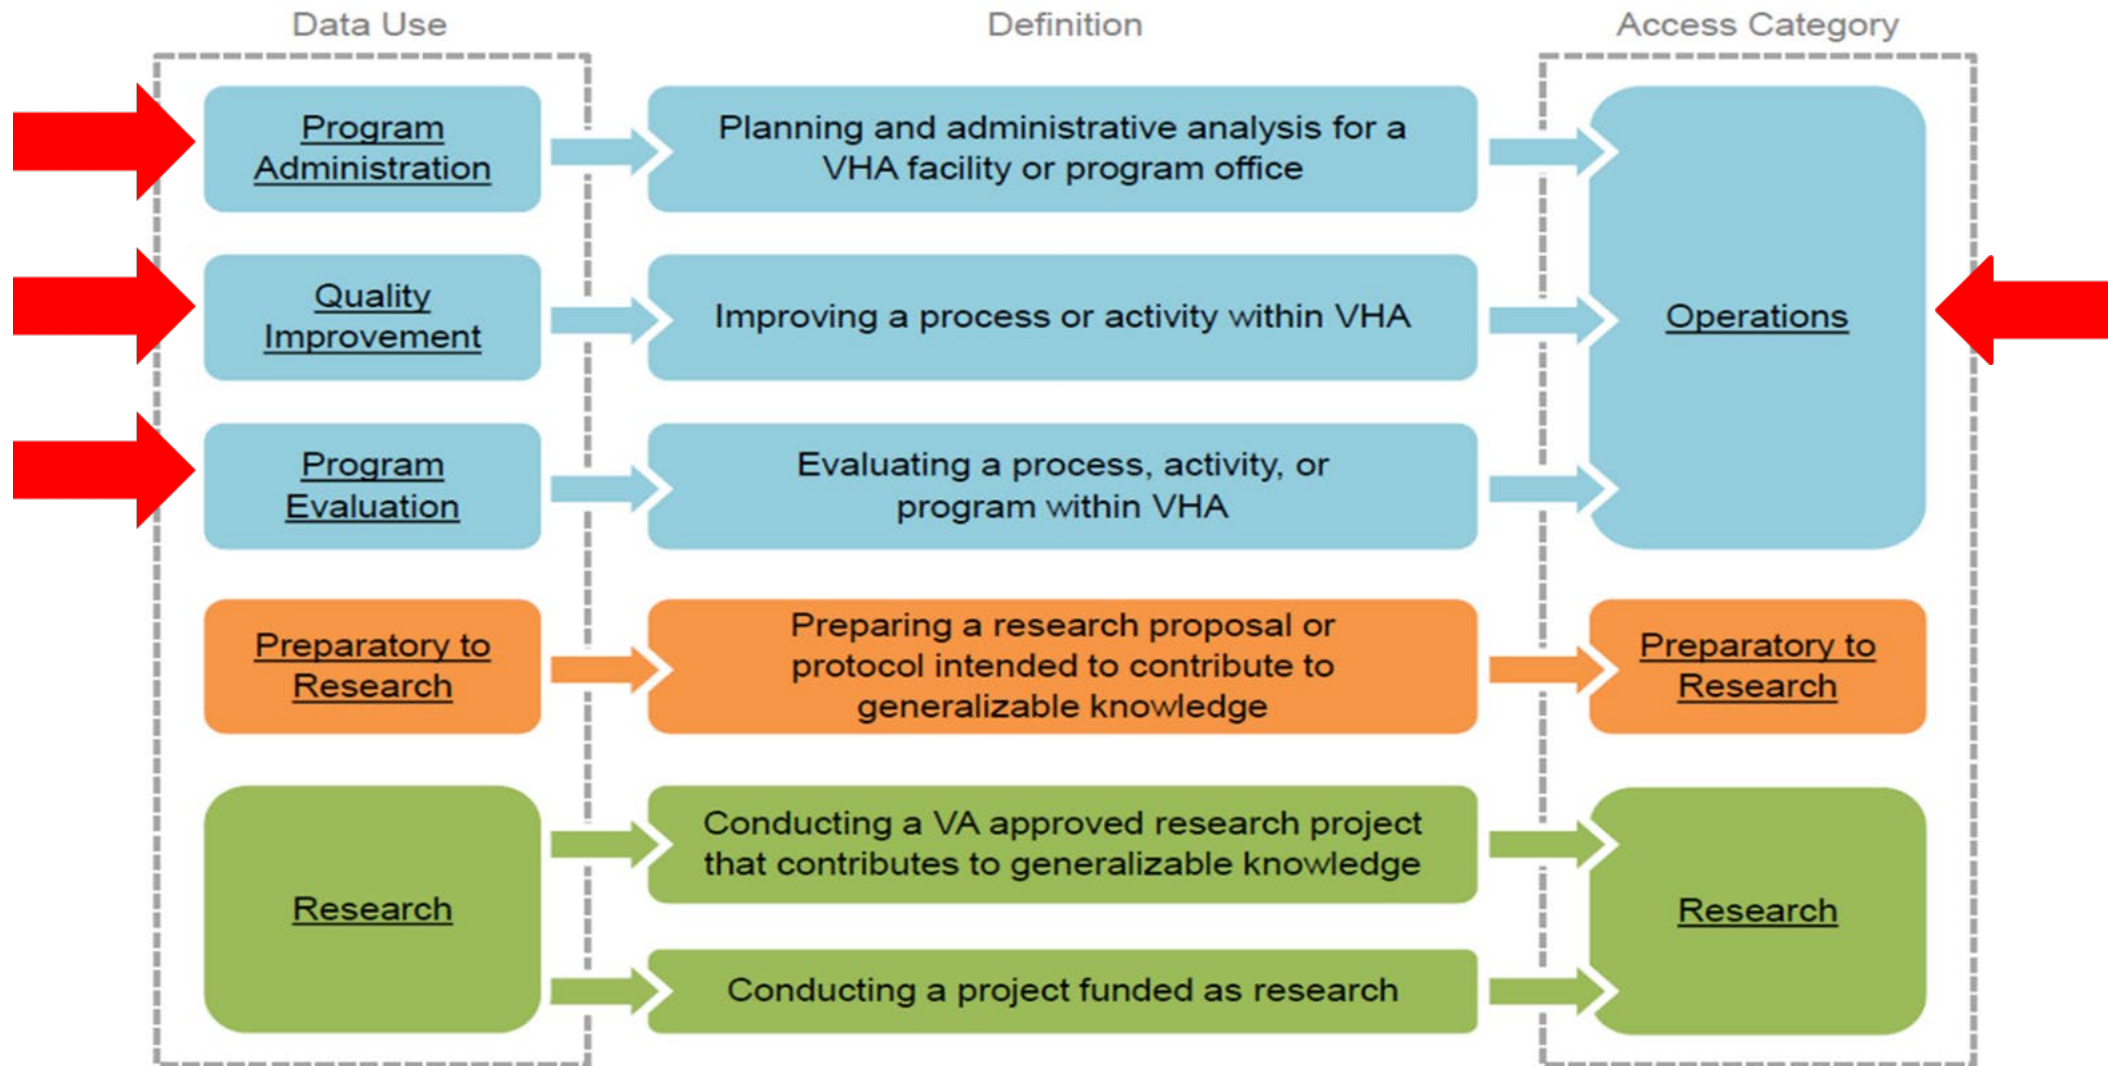 Data Use
Definition
Access Category
Program
Administration
Planning and administrative analysis for a
VHA facility or program office
Quality
Improvement
Improving a process or activity within VHA
Operations
Program
Evaluation
Evaluating a process, activity, or
program within VHA
Preparatory to
Research
Preparing a research proposal or
protocol intended to contribute to
generalizable knowledge
Preparatory to
Research
Research
Conducting a VA approved research project
that contributes to generalizable knowledge
Conducting a project funded as research
Research